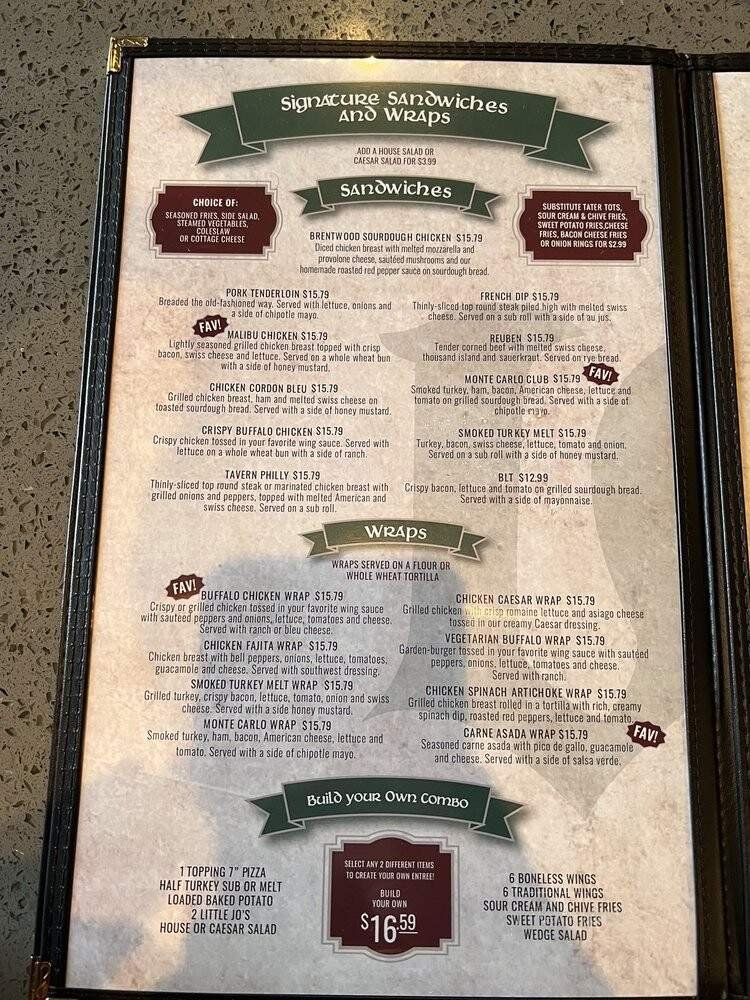 Signature Sandwiches
and Wraps
ADD A HOUSE SALAD OR
CAESAR SALAD FOR $3.99
Sandwiches
CHOICE OF:
SEASONED FRIES, SIDE SALAD,
STEAMED VEGETABLES,
COLESLAW
OR COTTAGE CHEESE
SUBSTITUTE TATER TOTS,
SOUR CREAM & CHIVE FRIES,
SWEET POTATO FRIES,CHEESE
FRIES, BACON CHEESE FRIES
OR ONION RINGS FOR $2.99
BRENTWOOD SOURDOUGH CHICKEN $15.79
Diced chicken breast with melted mozzarella and
provolone cheese, sautéed mushrooms and our
homemade roasted red pepper sauce on sourdough bread.
PORK TENDERLOIN $15.79
Breaded the old-fashioned way. Served with lettuce, onions and
a side of chipotle mayo.
FAV!
MALIBU CHICKEN $15.79
Lightly seasoned grilled chicken breast topped with crisp
bacon, swiss cheese and lettuce. Served on a whole wheat bun
with a side of honey mustard.
CHICKEN CORDON BLEU $15.79
Grilled chicken breast, ham and melted swiss cheese on
toasted sourdough bread. Served with a side of honey mustard.
CRISPY BUFFALO CHICKEN $15.79
Crispy chicken tossed in your favorite wing sauce. Served with
lettuce on a whole wheat bun with a side of ranch.
TAVERN PHILLY $15.79
Thinly-sliced top round steak or marinated chicken breast with
grilled onions and peppers, topped with melted American and
swiss cheese. Served on a sub roll.
FRENCH DIP $15.79
Thinly-sliced top round steak piled high with melted swiss
cheese. Served on a sub roll with a side of au jus.
REUBEN $15.79
Tender corned beef with melted swiss cheese,
thousand island and sauerkraut. Served on rye bread.
MONTE CARLO CLUB $15.79
FAV!
Smoked turkey, ham, bacon, American cheese, lettuce and
tomato on grilled sourdough bread. Served with a side of
chipotle mayo.
SMOKED TURKEY MELT $15.79
Turkey, bacon, swiss cheese, lettuce, tomato and onion.
Served on a sub roll with a side of honey mustard.
BLT $12.99
Crispy bacon, lettuce and tomato on grilled sourdough bread.
Served with a side of mayonnaise.
Wraps
WRAPS SERVED ON A FLOUR OR
WHOLE WHEAT TORTILLA
FAV!
BUFFALO CHICKEN WRAP $15.79
Crispy or grilled chicken tossed in your favorite wing sauce
with sautéed peppers and onions, lettuce, tomatoes and cheese.
Served with ranch or bleu cheese.
CHICKEN FAJITA WRAP $15.79
Chicken breast with bell peppers, onions, lettuce, tomatoes,
guacamole and cheese. Served with southwest dressing.
SMOKED TURKEY MELT WRAP $15.79
Grilled turkey, crispy bacon, lettuce, tomato, onion and swiss
cheese. Served with a side honey mustard.
MONTE CARLO WRAP $15.79
Smoked turkey, ham, bacon, American cheese, lettuce and
tomato. Served with a side of chipotle mayo.
CHICKEN CAESAR WRAP $15.79
Grilled chicken with crisp romaine lettuce and asiago cheese
tossed in our creamy Caesar dressing.
VEGETARIAN BUFFALO WRAP $15.79
Garden-burger tossed in your favorite wing sauce with sautéed
peppers, onions, lettuce, tomatoes and cheese.
Served with ranch.
CHICKEN SPINACH ARTICHOKE WRAP $15.79
Grilled chicken breast rolled in a tortilla with rich, creamy
spinach dip, roasted red peppers, lettuce and tomato.
CARNE ASADA WRAP $15.79
FAV!
Seasoned carne asada with pico de gallo, guacamole
and cheese. Served with a side of salsa verde.
Build your Own Combo
1 TOPPING 7" PIZZA
HALF TURKEY SUB OR MELT
LOADED BAKED POTATO
2 LITTLE JO'S
HOUSE OR CAESAR SALAD
SELECT ANY 2 DIFFERENT ITEMS
TO CREATE YOUR OWN ENTREE!
BUILD
YOUR OWN
$16.59
6 BONELESS WINGS
6 TRADITIONAL WINGS
SOUR CREAM AND CHIVE FRIES
SWEET POTATO FRIES
WEDGE SALAD